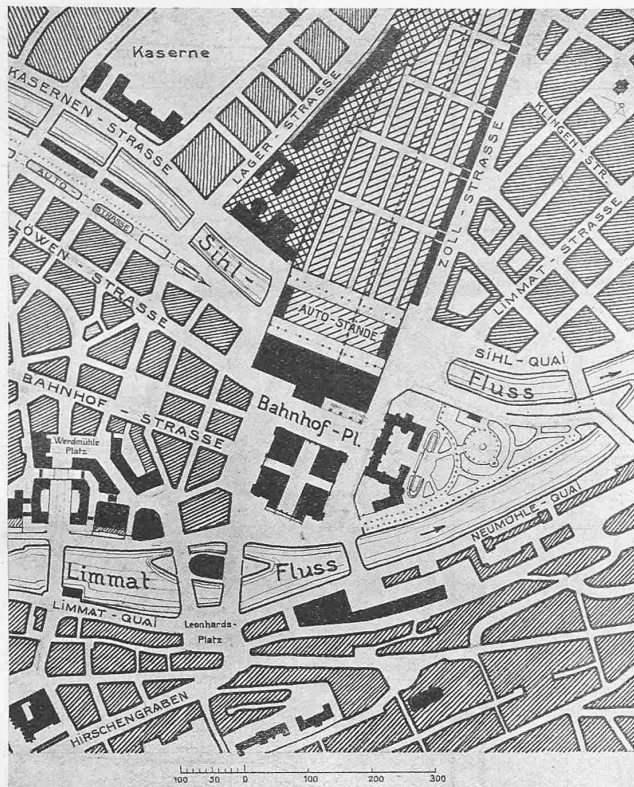 Kaserne
KASERNEN-STRASSE
LAGER-STRASSE
ZOLL-STRASSE
KLINGEN-STR.
LIMMAT-STRASSE
AUTO
STRASSE
Sihl-
LÖWEN-STRASSE
AUTO-STÄNDE
SIHL-QUAI
Fluss
BAHNHOF-STRASSE
Bahnhof-Pl.
Werdmühle
Platz
NEUMÜHLE-QUAI
Limmat
Fluss
LIMMAT-QUAI
Leonhards-
Platz
HIRSCHENGRABEN
100 50 0 100 200 300